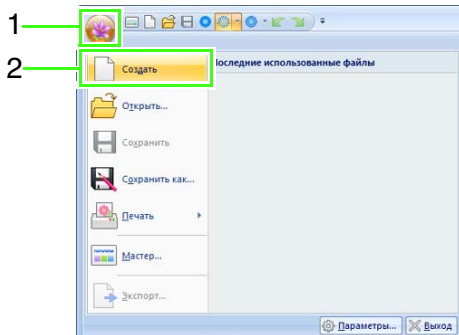 1
2
Последние использованные файлы
Создать
Открыть...
Сохранить
Сохранить как...
Печать
Мастер...
Экспорт...
Параметры...
Выход